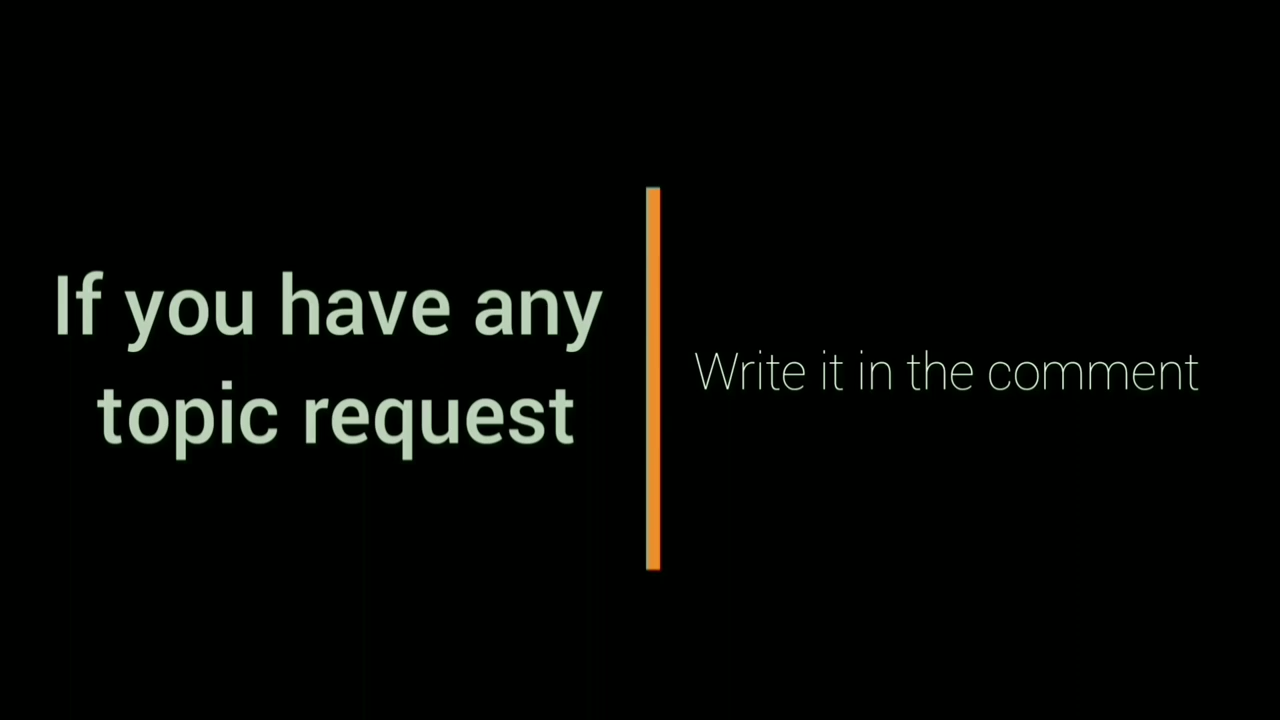 If you have any
topic request
Write it in the comment